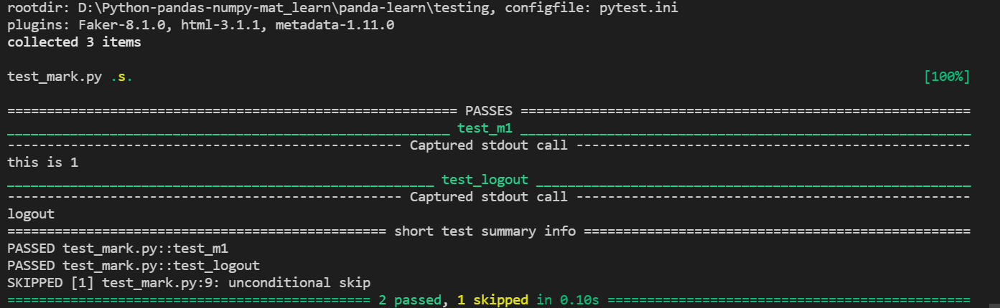 rootdir: D:\Python-pandas-numpy-mat_learn\panda-learn\testing, configfile: pytest.ini
plugins: Faker-8.1.0, html-3.1.1, metadata-1.11.0
collected 3 items
test_mark.py .s. [100%]
========================================================= PASSES =========================================================
________________________________________________________ test_m1 _________________________________________________________
-------------------------------------------------- Captured stdout call --------------------------------------------------
this is 1
______________________________________________________ test_logout _______________________________________________________
-------------------------------------------------- Captured stdout call --------------------------------------------------
logout
================================================ short test summary info =================================================
PASSED test_mark.py::test_m1
PASSED test_mark.py::test_logout
SKIPPED [1] test_mark.py:9: unconditional skip
============================================== 2 passed, 1 skipped in 0.10s ==============================================